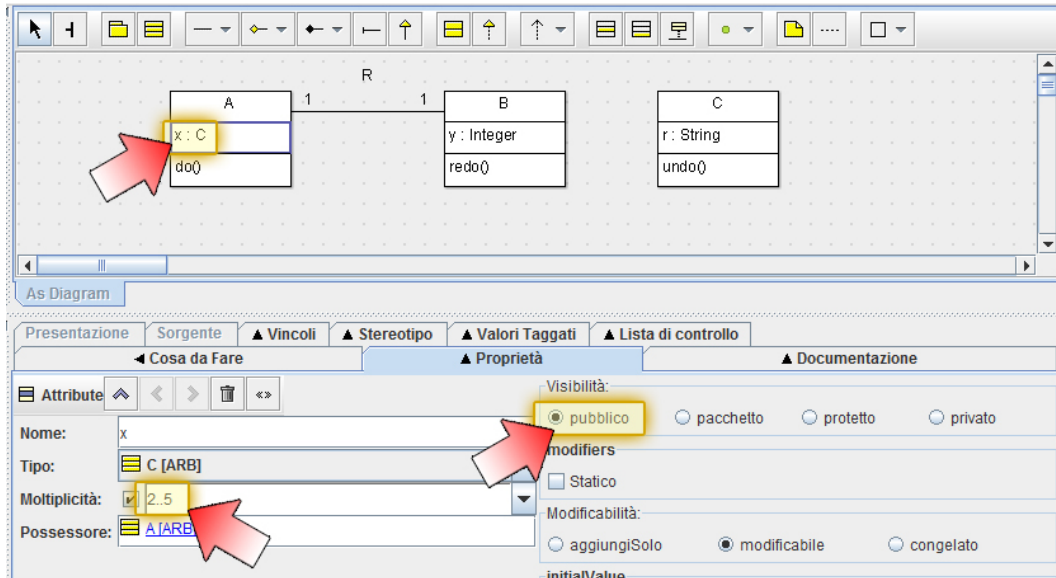 R
A
1
1
B
C
x : C
y : Integer
r : String
do()
redo()
undo()
As Diagram
Presentazione
Sorgente
▲ Vincoli
▲ Stereotipo
▲ Valori Taggati
▲ Lista di controllo
◄ Cosa da Fare
▲ Proprietà
▲ Documentazione
Attribute
Nome:
x
Tipo:
C [ARB]
Moltiplicità:
2..5
Possessore:
A [ARB
Visibilità:
pubblico
pacchetto
protetto
privato
modifiers
Statico
Modificabilità:
aggiungiSolo
modificabile
congelato
initialValue